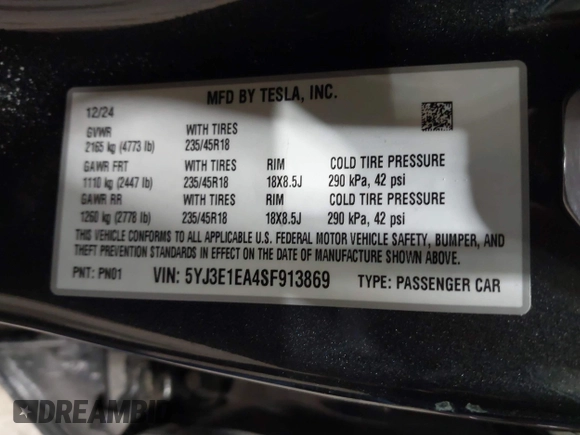 MFD BY TESLA, INC.
12/24
GVWR WITH TIRES
2165 kg (4773 lb) 235/45R18
GAWR FRT WITH TIRES RIM COLD TIRE PRESSURE
1110 kg (2447 lb) 235/45R18 18X8.5J 290 kPa, 42 psi
GAWR RR WITH TIRES RIM COLD TIRE PRESSURE
1260 kg (2778 lb) 235/45R18 18X8.5J 290 kPa, 42 psi
THIS VEHICLE CONFORMS TO ALL APPLICABLE U.S. FEDERAL MOTOR VEHICLE SAFETY, BUMPER, AND
THEFT PREVENTION STANDARDS IN EFFECT ON THE DATE OF MANUFACTURE SHOWN ABOVE.
PNT: PN01 VIN: 5YJ3E1EA4SF913869 TYPE: PASSENGER CAR
DREAMBID